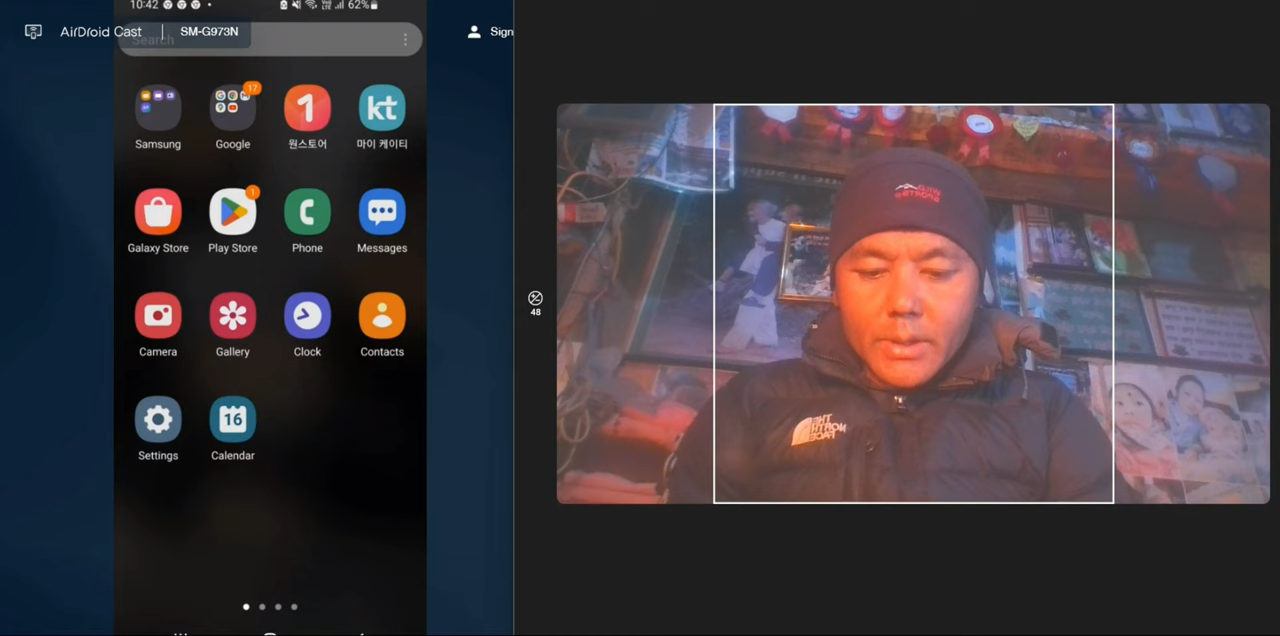 10:42
62%
AirDroid Cast
SM-G973N
Sign
Search
17
1
kt
Samsung
Google
원스토어
마이 케이티
1
Galaxy Store
Play Store
Phone
Messages
Camera
Gallery
Clock
Contacts
16
Settings
Calendar
48
THE
NORTH
FACE